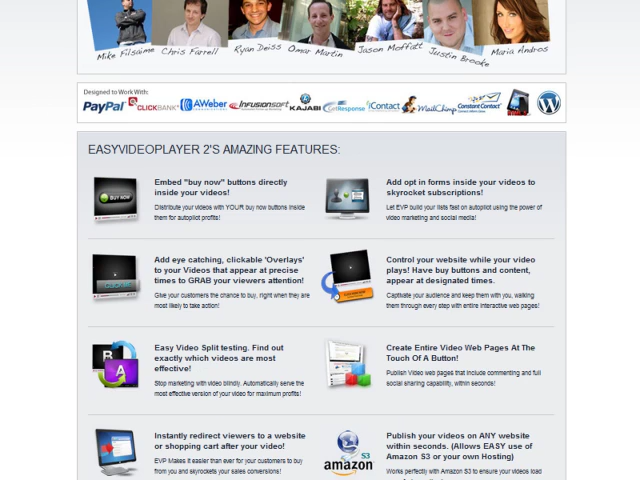 Mike Filsaime Chris Farrell Ryan Deiss Omar Martin Jason Moffatt Justin Brooke Maria Andros
Designed to Work With:
PayPal CLICKBANK AWeber INFUSIONSOFT KAJABI GetResponse iContact MailChimp Constant Contact
EASYVIDEOPLAYER 2'S AMAZING FEATURES:
BUY NOW
Embed "buy now" buttons directly
inside your videos!
Distribute your videos with YOUR buy now buttons inside
them for autopilot profits!
Add opt in forms inside your videos to
skyrocket subscriptions!
Let EVP build your lists fast on autopilot using the power of
video marketing and social media!
Add eye catching, clickable 'Overlays'
to your Videos that appear at precise
times to GRAB your viewers attention!
Give your customers the chance to buy, right when they are
most likely to take action!
Control your website while your video
plays! Have buy buttons and content,
appear at designated times.
Captivate your audience and keep them with you, walking
them through every step with entire interactive web pages!
B
A
Easy Video Split testing. Find out
exactly which videos are most
effective!
Stop marketing with video blindly. Automatically serve the
most effective version of your video for maximum profits!
Create Entire Video Web Pages At The
Touch Of A Button!
Publish Video web pages that include commenting and full
social sharing capability, within seconds!
Instantly redirect viewers to a website
or shopping cart after your video!
EVP Makes it easier than ever for your customers to buy
from you and skyrockets your sales conversions!
S3
amazon
Publish your videos on ANY website
within seconds. (Allows EASY use of
Amazon S3 or your own Hosting)
Works perfectly with Amazon S3 to ensure your videos load